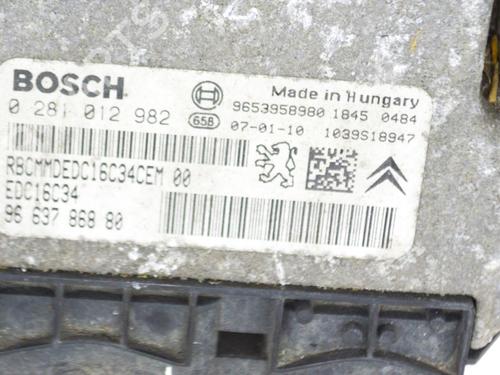 BOSCH
Made in Hungary
0 281 012 982
9653958980 1845 0484
658
07-01-10 1039S18947
RBCMMDEDC16C34CEM 00
EDC16C34
96 637 868 80